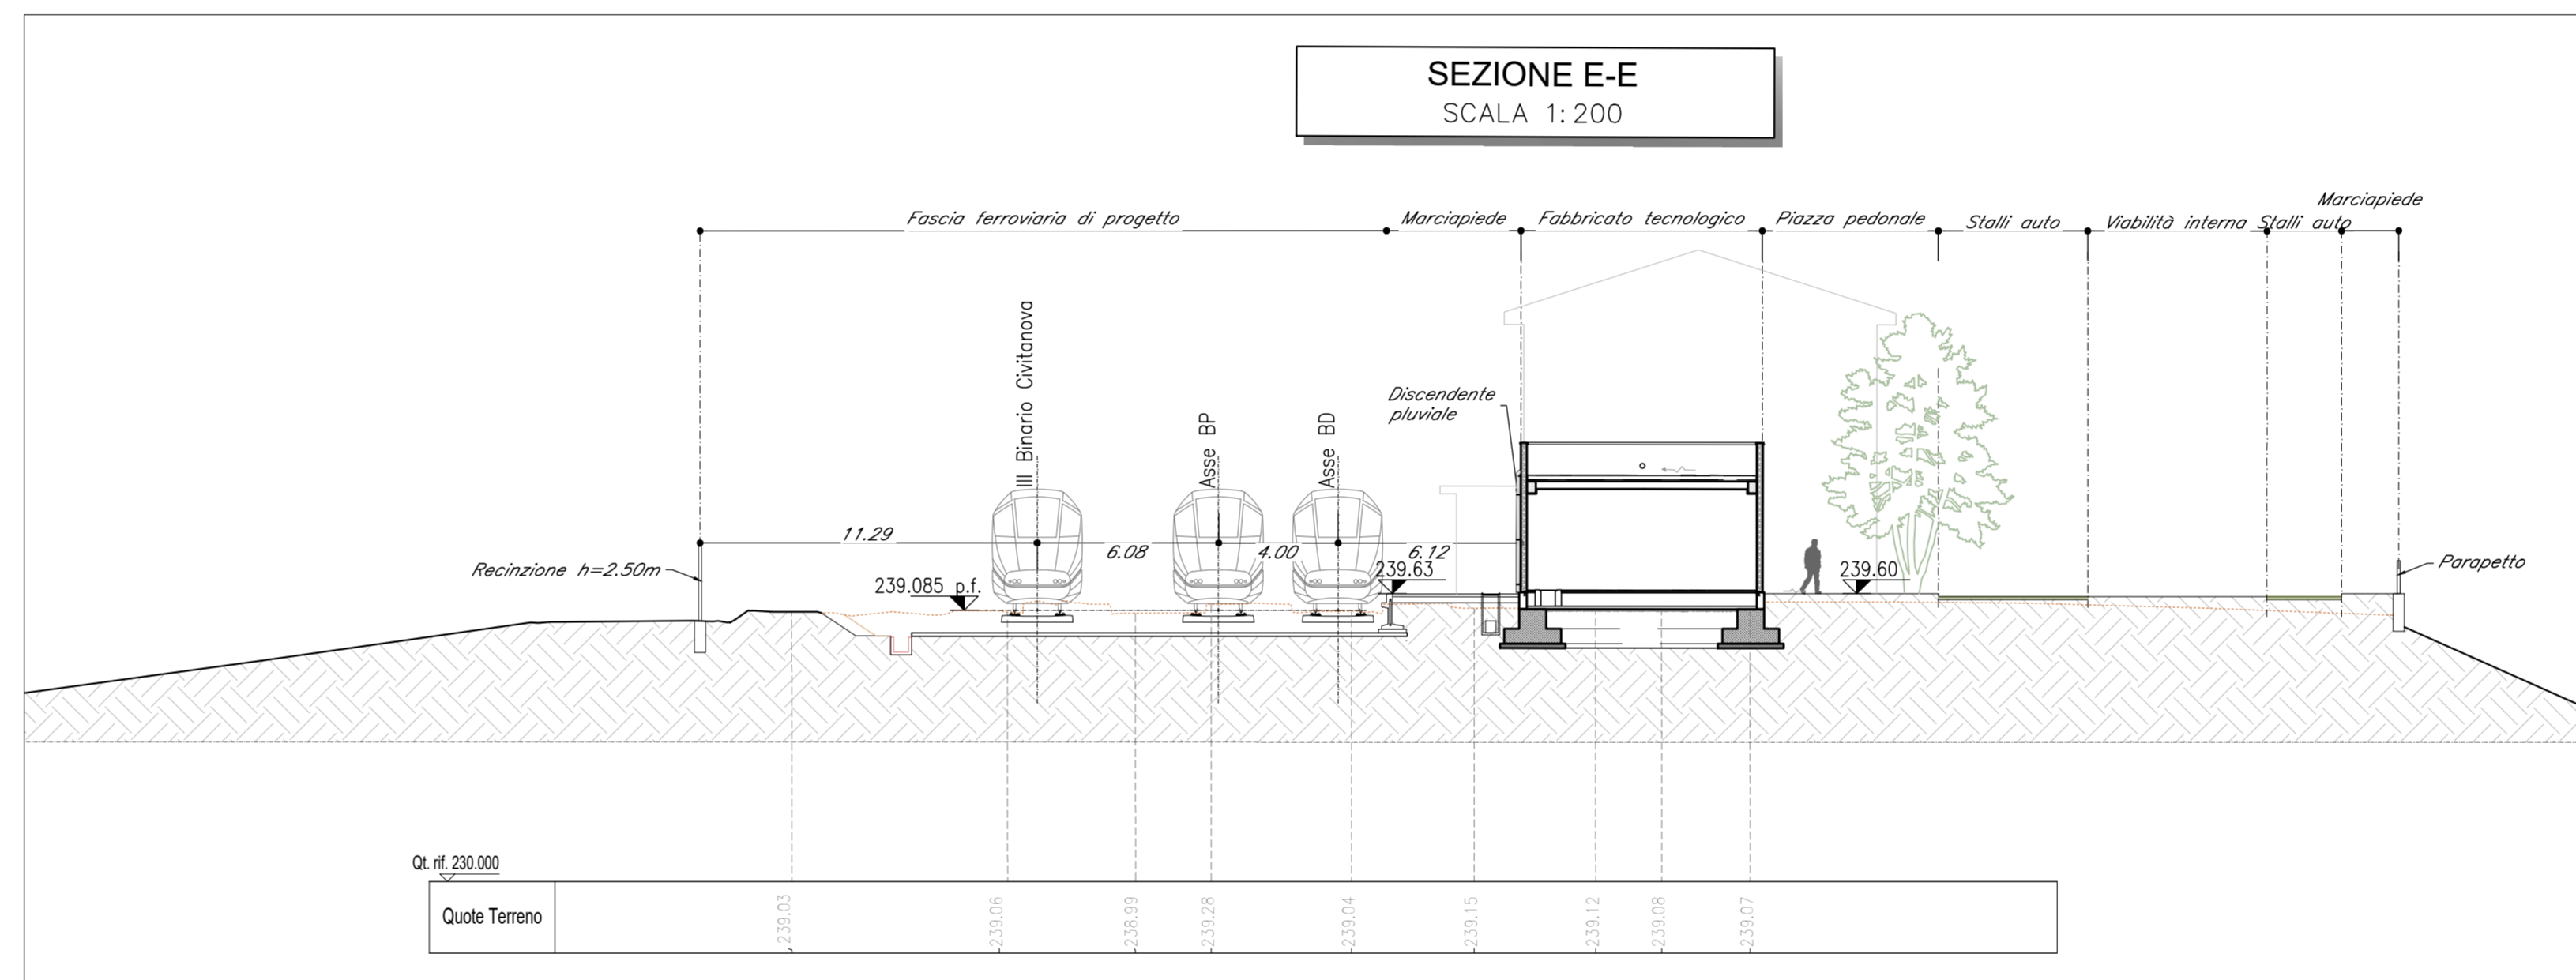 SEZIONE E-E
SCALA 1:200
Marciapiede
Fascia ferroviaria di progetto
Marciapiede
Fabbricato tecnologico
Piazza pedonale
Stalli auto
Viabilità interna
Stalli auto
III Binario Civitanova
Asse BP
Asse BD
Discendente
pluviale
11.29
6.08
4.00
6.12
Recinzione h=2.50m
239.085 p.f.
239.63
239.60
Parapetto
Qt. rif. 230.000
Quote Terreno
239.03
239.06
238.99
239.28
239.04
239.15
239.12
239.08
239.07